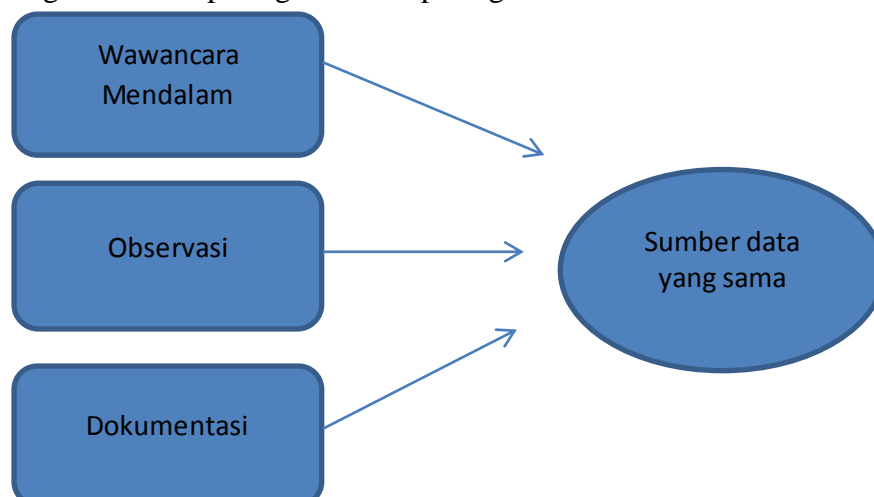 Wawancara
Mendalam
Observasi
Sumber data
yang sama
Dokumentasi